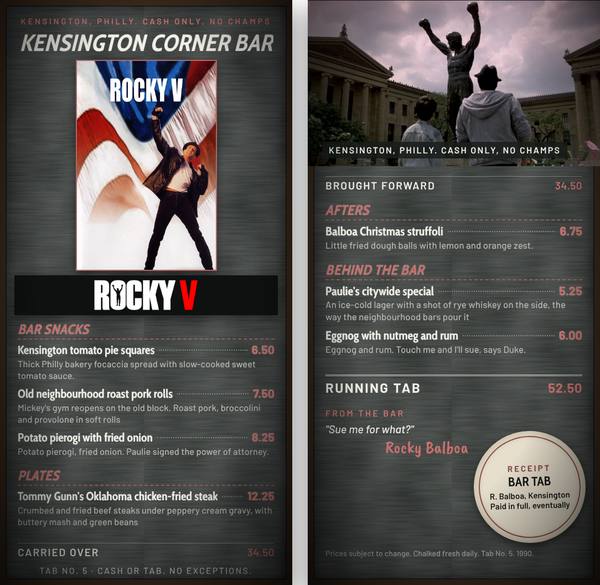 KENSINGTON, PHILLY. CASH ONLY, NO CHAMPS
KENSINGTON CORNER BAR
ROCKY V
ROCKY V
BAR SNACKS
Kensington tomato pie squares 6.50
Thick Philly bakery focaccia spread with slow-cooked sweet
tomato sauce.
Old neighbourhood roast pork rolls 7.50
Mickey's gym reopens on the old block. Roast pork, broccolini
and provolone in soft rolls
Potato pierogi with fried onion 8.25
Potato pierogi, fried onion. Paulie signed the power of attorney.
PLATES
Tommy Gunn's Oklahoma chicken-fried steak 12.25
Crumbed and fried beef steaks under peppery cream gravy, with
buttery mash and green beans
CARRIED OVER 34.50
TAB NO. 5 · CASH OR TAB, NO EXCEPTIONS.
KENSINGTON, PHILLY. CASH ONLY, NO CHAMPS
BROUGHT FORWARD 34.50
AFTERS
Balboa Christmas struffoli 6.75
Little fried dough balls with lemon and orange zest.
BEHIND THE BAR
Paulie's citywide special 5.25
An ice-cold lager with a shot of rye whiskey on the side, the
way the neighbourhood bars pour it
Eggnog with nutmeg and rum 6.00
Eggnog and rum. Touch me and I'll sue, says Duke.
RUNNING TAB 52.50
FROM THE BAR
"Sue me for what?"
Rocky Balboa
RECEIPT
BAR TAB
R. Balboa, Kensington
Paid in full, eventually
Prices subject to change. Chalked fresh daily. Tab No. 5. 1990.